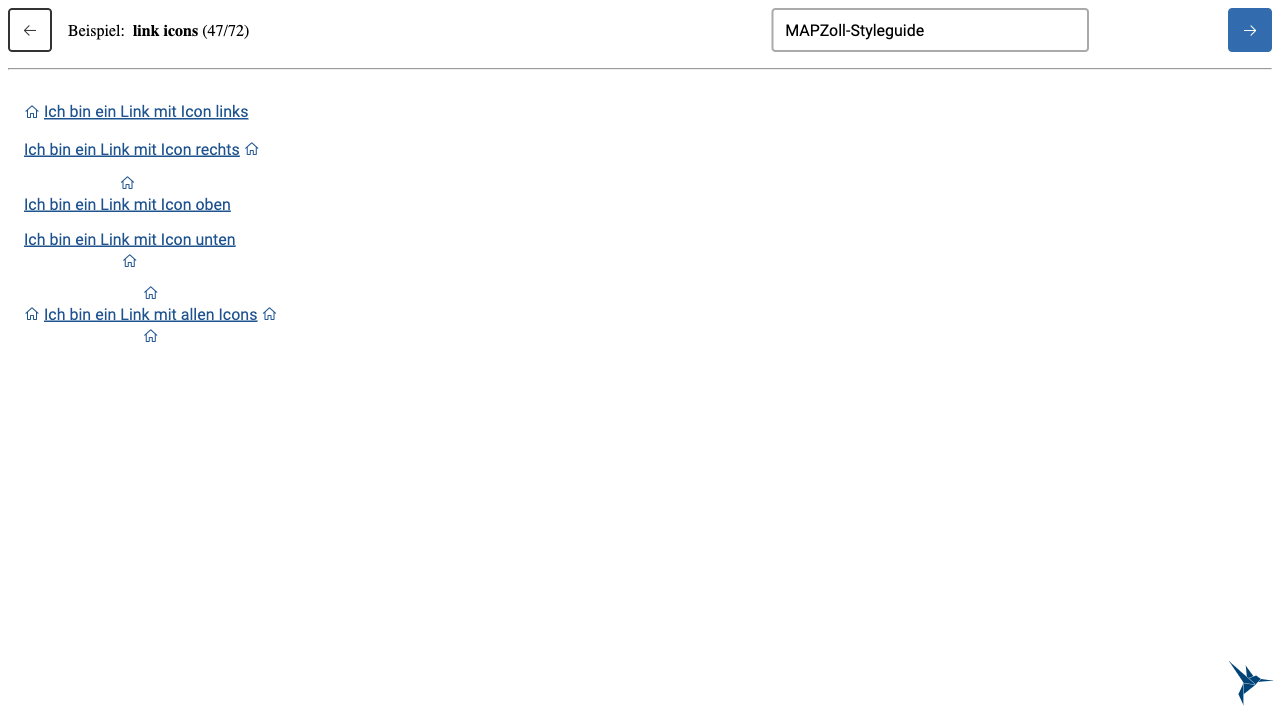 Beispiel: link icons (47/72)
MAPZoll-Styleguide
Ich bin ein Link mit Icon links
Ich bin ein Link mit Icon rechts
Ich bin ein Link mit Icon oben
Ich bin ein Link mit Icon unten
Ich bin ein Link mit allen Icons